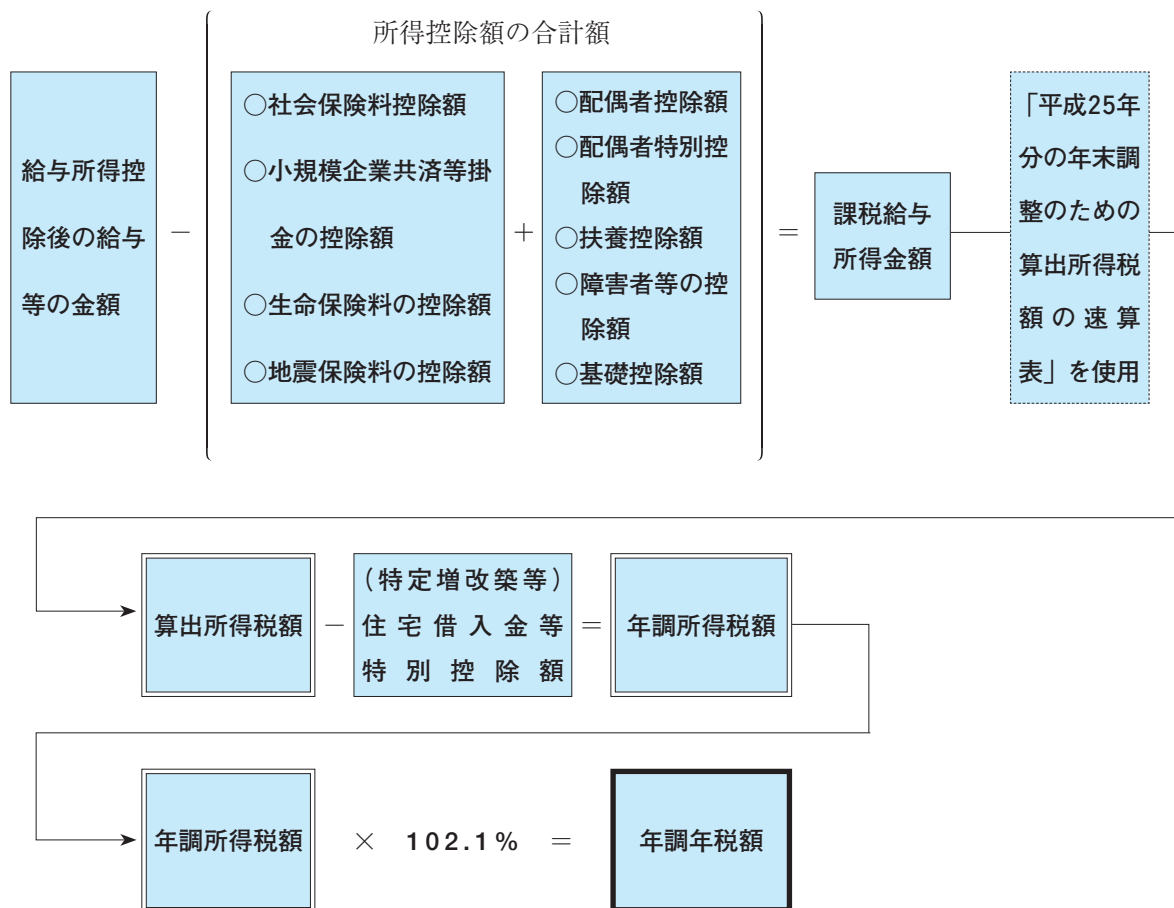 所得控除額の合計額
給与所得控
除後の給与
等の金額
−
○社会保険料控除額
○小規模企業共済等掛
金の控除額
○生命保険料の控除額
○地震保険料の控除額
+
○配偶者控除額
○配偶者特別控
除額
○扶養控除額
○障害者等の控
除額
○基礎控除額
=
課税給与
所得金額
「平成25年
分の年末調
整のための
算出所得税
額の速算
表」を使用
算出所得税額
−
(特定増改築等)
住宅借入金等
特別控除額
=
年調所得税額
年調所得税額 × 102.1% = 年調年税額